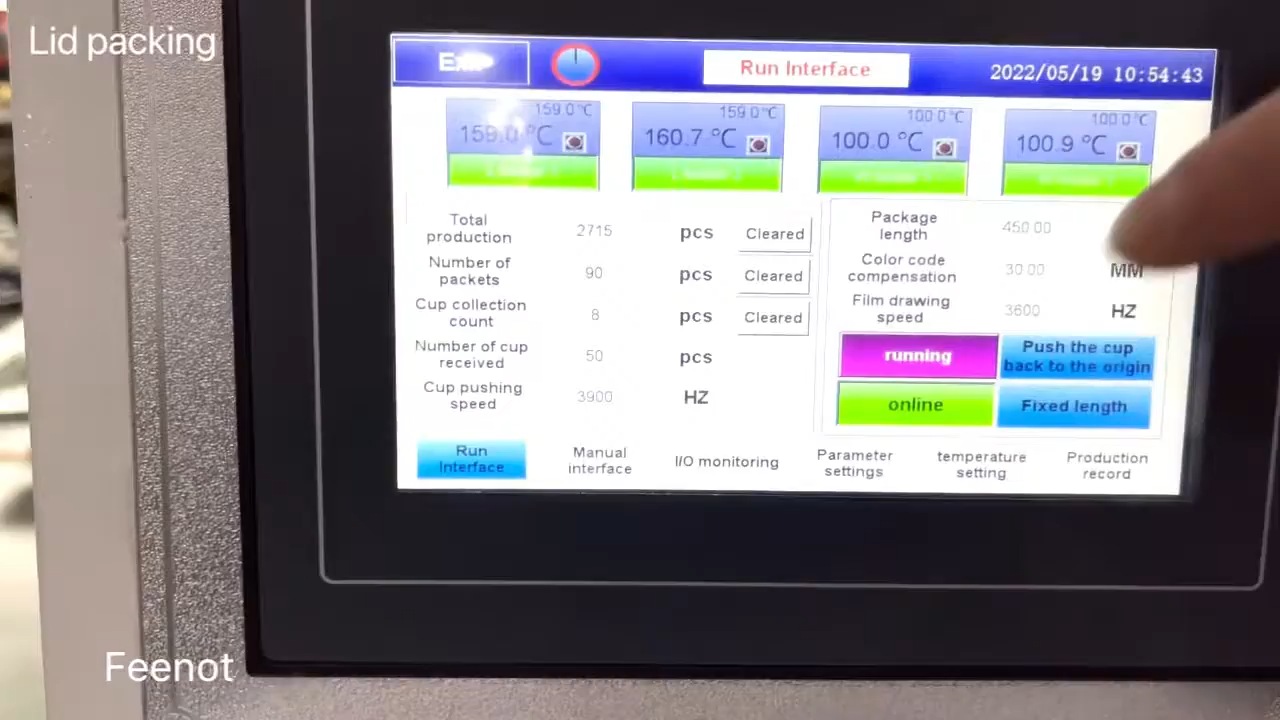 Lid packing
Run Interface
2022/05/19 10:54:43
159.0 ℃
159.0 ℃
100.0 ℃
100.0 ℃
159.0 ℃
160.7 ℃
100.0 ℃
100.9 ℃
Total
production
2715
pcs
Cleared
Number of
packets
90
pcs
Cleared
Cup collection
count
8
pcs
Cleared
Number of cup
received
50
pcs
Cup pushing
speed
3900
HZ
Package
length
450.00
Color code
compensation
30.00
MM
Film drawing
speed
3600
HZ
running
Push the cup
back to the origin
online
Fixed length
Run
Interface
Manual
interface
I/O monitoring
Parameter
settings
temperature
setting
Production
record
Feenot